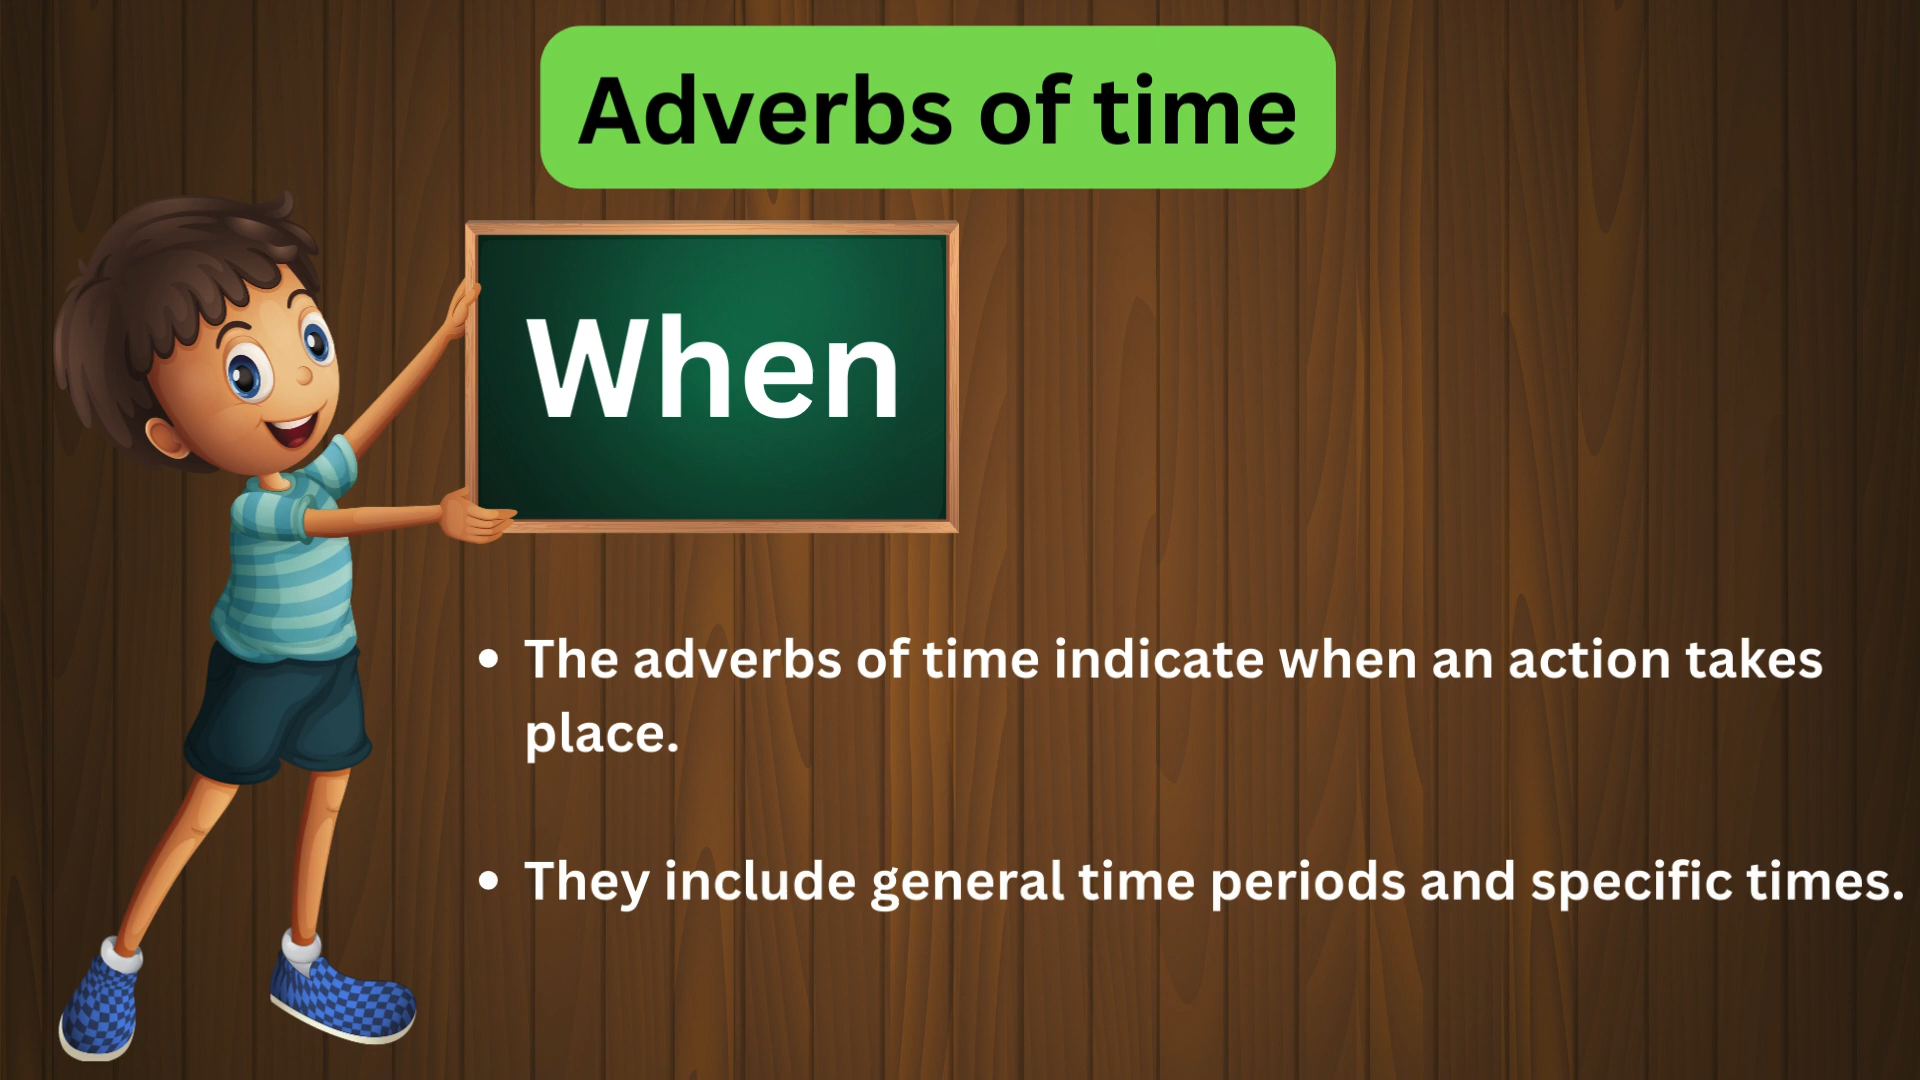 Adverbs of time
When
• The adverbs of time indicate when an action takes
place.
• They include general time periods and specific times.